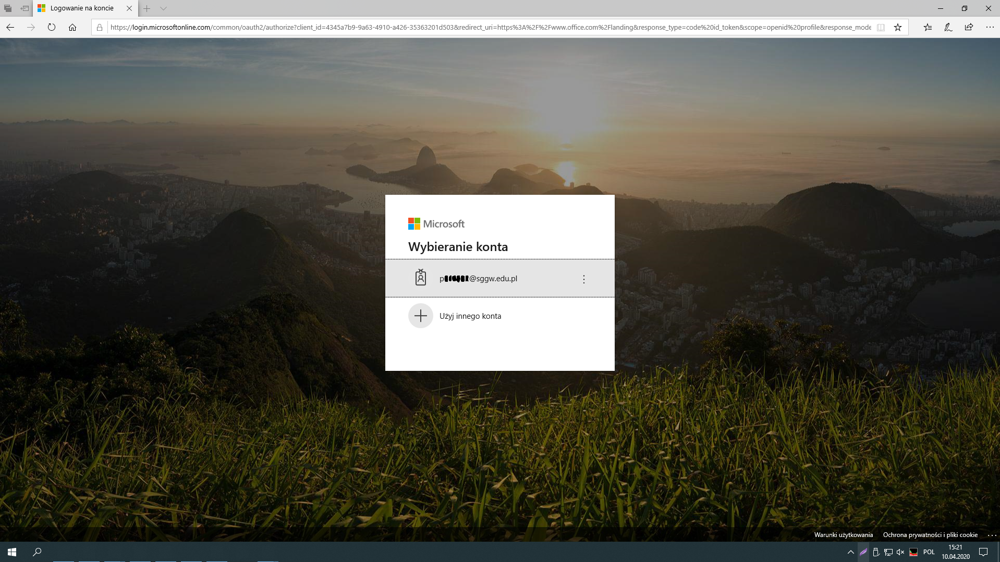 Logowanie na koncie
https://login.microsoftonline.com/common/oauth2/authorize?client_id=4345a7b9-9a63-4910-a426-35363201d503&redirect_uri=https%3A%2F%2Fwww.office.com%2Flanding&response_type=code%20id_token&scope=openid%20profile&response_mode
Microsoft
Wybieranie konta
@sggw.edu.pl
Użyj innego konta
Warunki użytkowania
Ochrona prywatności i pliki cookie
POL
15:21
10.04.2020